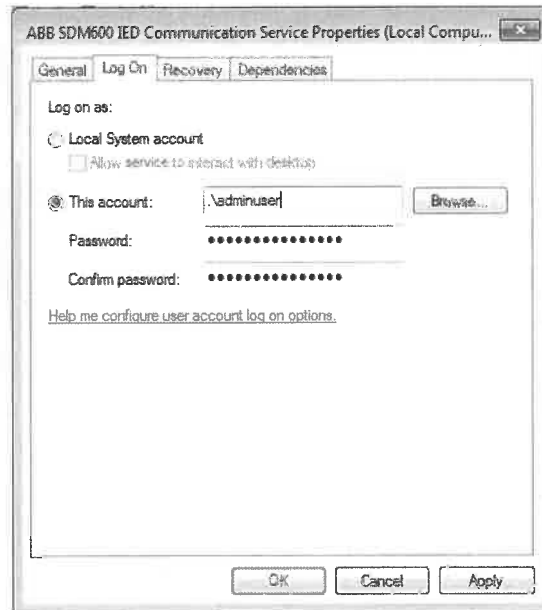 ABB SDM600 IED Communication Service Properties (Local Compu...
General Log On Recovery Dependencies
Log on as:
Local System account
Allow service to interact with desktop
This account: .\adminuser Browse...
Password: •••••••••••••••
Confirm password: •••••••••••••••
Help me configure user account log on options.
OK Cancel Apply